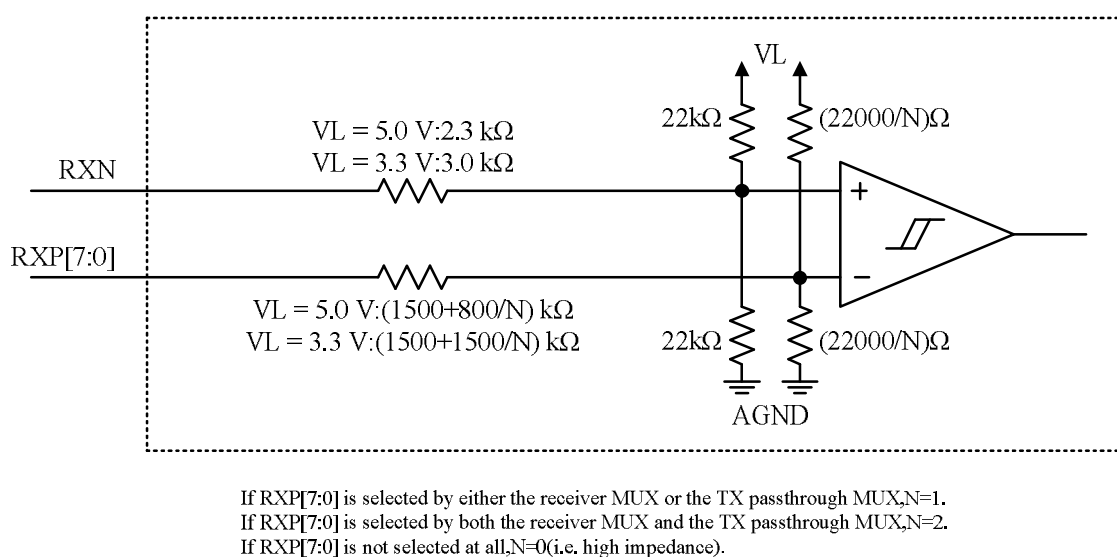 VL
22kΩ
(22000/N)Ω
VL = 5.0 V:2.3 kΩ
VL = 3.3 V:3.0 kΩ
RXN
+
RXP[7:0]
−
VL = 5.0 V:(1500+800/N) kΩ
VL = 3.3 V:(1500+1500/N) kΩ
22kΩ
(22000/N)Ω
AGND
If RXP[7:0] is selected by either the receiver MUX or the TX passthrough MUX,N=1.
If RXP[7:0] is selected by both the receiver MUX and the TX passthrough MUX,N=2.
If RXP[7:0] is not selected at all,N=0(i.e. high impedance).